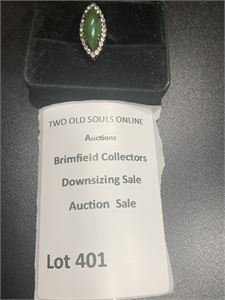 TWO OLD SOULS ONLINE
Auctions
Brimfield Collectors
Downsizing Sale
Auction Sale
Lot 401